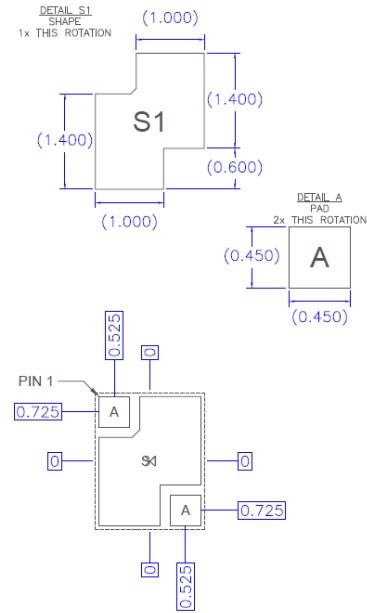 DETAIL S1
SHAPE
1x THIS ROTATION
(1.000)
(1.400)
S1
(1.400)
(0.600)
(1.000)
DETAIL A
PAD
2x THIS ROTATION
(0.450)
A
(0.450)
0.525
0
PIN 1
0.725
A
0
0
A
0.725
0
0.525